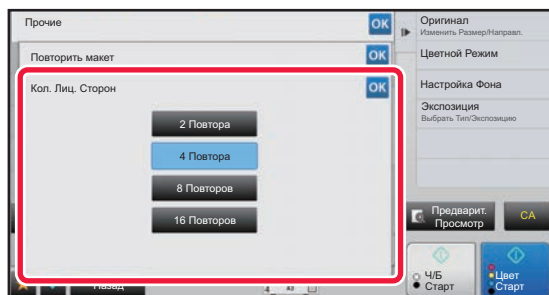 Прочие
OK
Повторить макет
OK
Кол. Лиц. Сторон
OK
2 Повтора
4 Повтора
8 Повторов
16 Повторов
Назад
Оригинал
Изменить Размер/Направл.
Цветной Режим
Настройка Фона
Экспозиция
Выбрать Тип/Экспозицию
Предварит.
Просмотр
CA
Ч/Б
Старт
Цвет
Старт